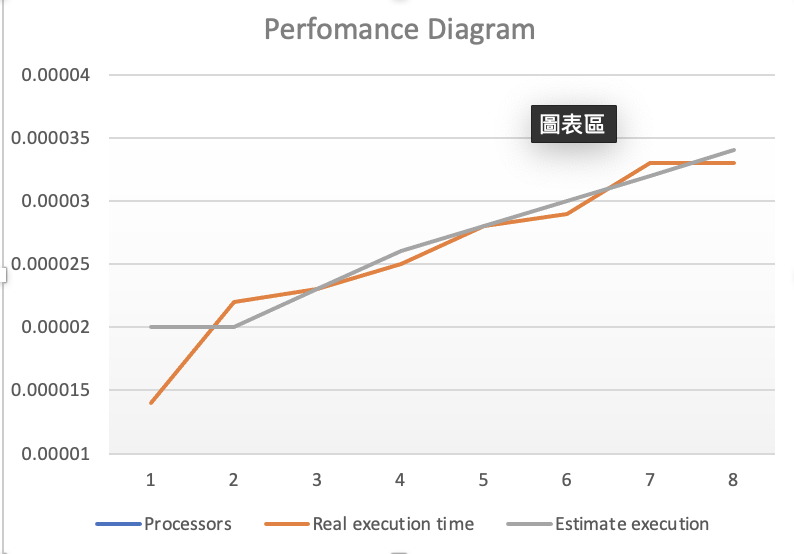 Perfomance Diagram
0.00004
圖表區
0.000035
0.00003
0.000025
0.00002
0.000015
0.00001
1 2 3 4 5 6 7 8
Processors Real execution time Estimate execution